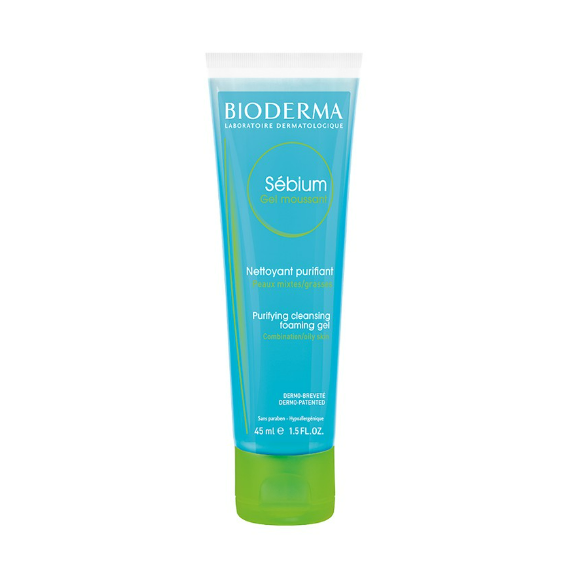 BIODERMA
LABORATOIRE DERMATOLOGIQUE
Sébium
Gel moussant
Nettoyant purifiant
Peaux mixtes/grasses
Purifying cleansing
foaming gel
Combination/oily skin
DERMO-BREVETÉ
DERMO-PATENTED
Sans paraben - Hypoallergénique
45 ml ℮ 1.5 FL.OZ.